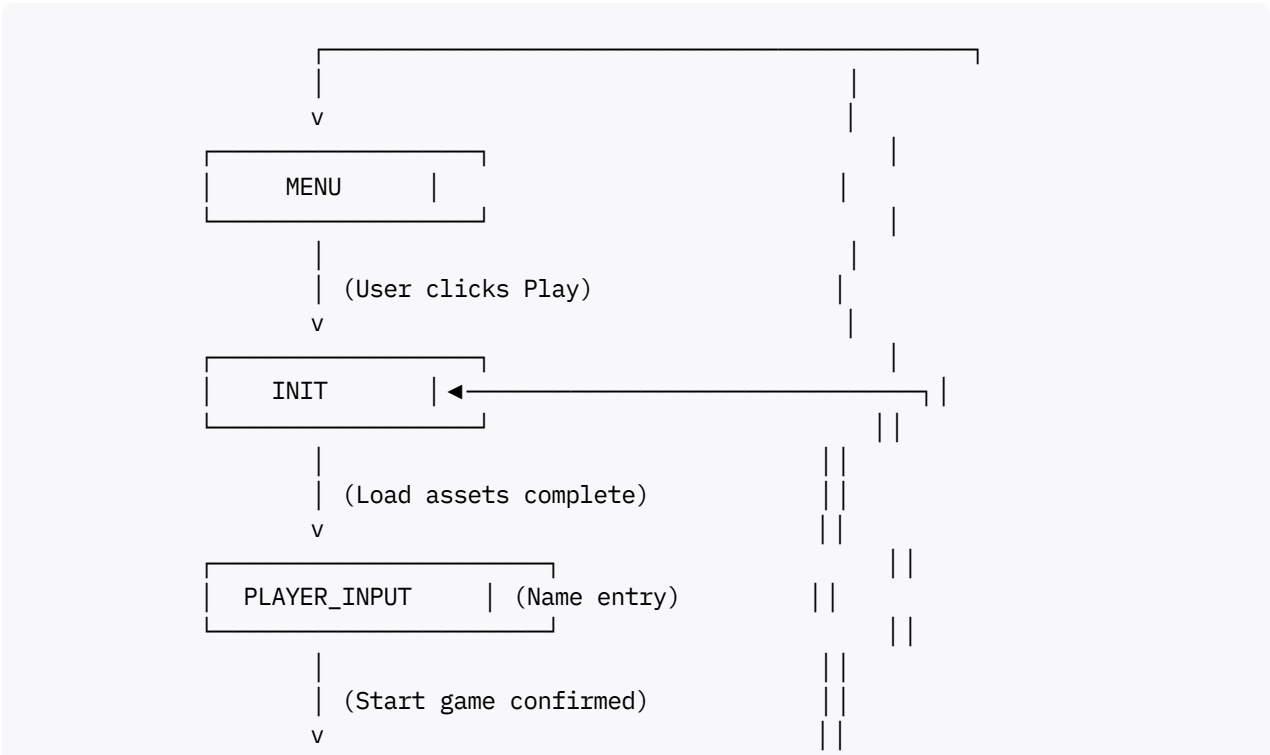 v
MENU
(User clicks Play)
v
INIT
(Load assets complete)
v
PLAYER_INPUT (Name entry)
(Start game confirmed)
v